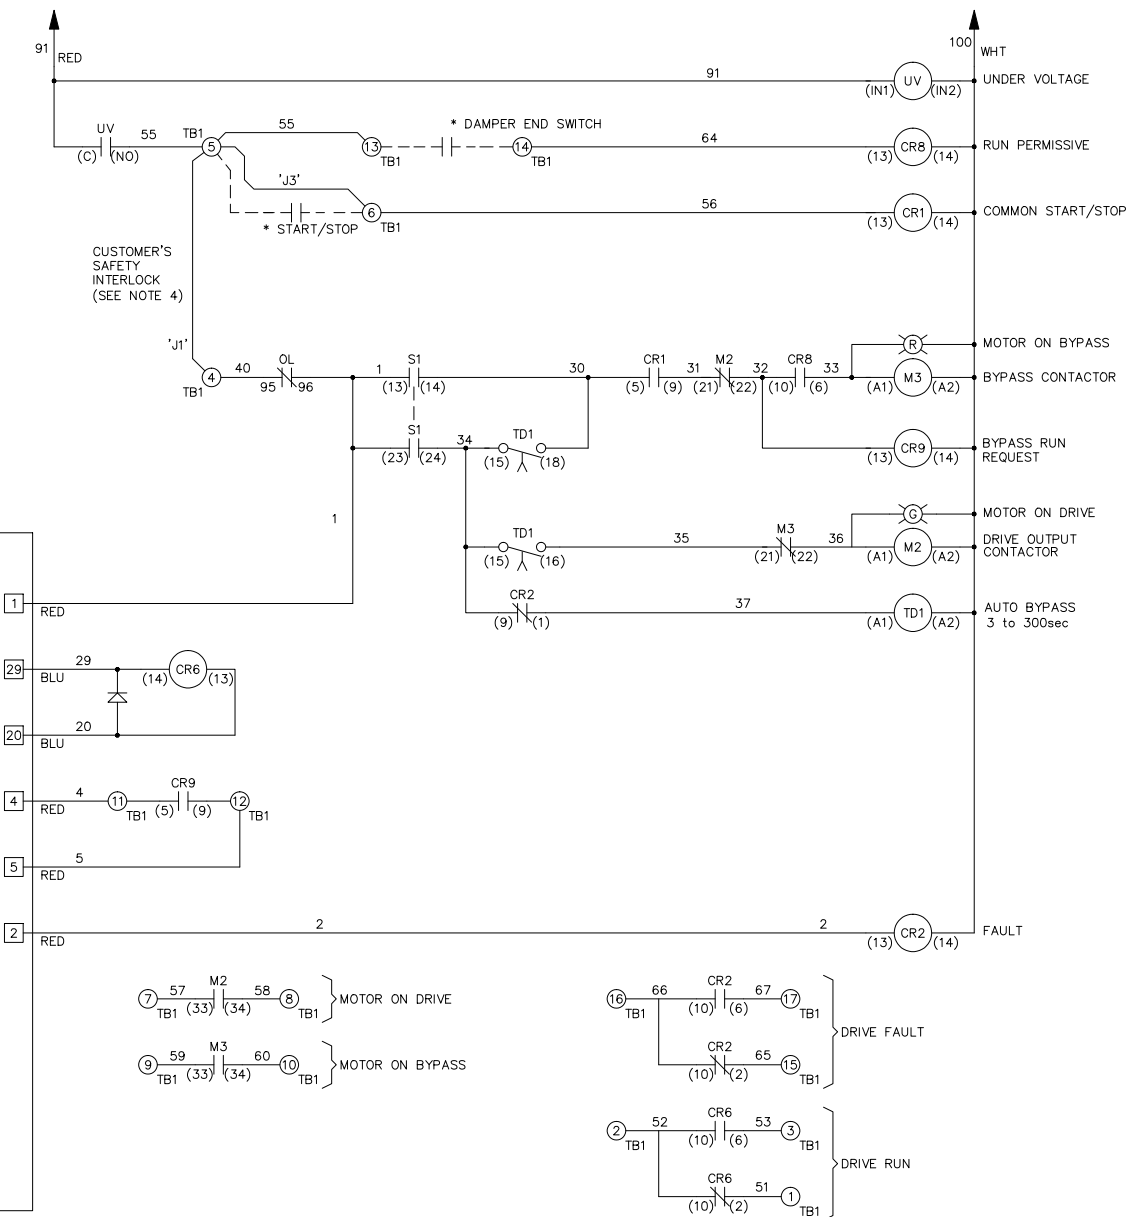 91 RED
100 WHT
91 UV (IN1) (IN2) UNDER VOLTAGE
UV 55 (C) (NO) TB1 5 55 13 TB1 * DAMPER END SWITCH 14 TB1 64 CR8 (13) (14) RUN PERMISSIVE
'J3'
* START/STOP 6 TB1 56 CR1 (13) (14) COMMON START/STOP
CUSTOMER'S
SAFETY
INTERLOCK
(SEE NOTE 4)
R MOTOR ON BYPASS
'J1' 4 TB1 40 OL 95 96 1 S1 (13) (14) 30 CR1 (5) (9) 31 M2 (21) (22) 32 CR8 (10) (6) 33 M3 (A1) (A2) BYPASS CONTACTOR
S1 (23) (24) 34 TD1 (15) (18) CR9 (13) (14) BYPASS RUN
REQUEST
1
G MOTOR ON DRIVE
TD1 (15) (16) 35 M3 (21) (22) 36 M2 (A1) (A2) DRIVE OUTPUT
CONTACTOR
1 RED
CR2 (9) (1) 37 TD1 (A1) (A2) AUTO BYPASS
3 to 300sec
29 BLU 29 (14) CR6 (13)
20 BLU 20
4 RED 4 11 TB1 CR9 (5) (9) 12 TB1
5 RED 5
2 RED 2 2 CR2 (13) (14) FAULT
7 TB1 57 M2 (33) (34) 58 8 TB1 MOTOR ON DRIVE
9 TB1 59 M3 (33) (34) 60 10 TB1 MOTOR ON BYPASS
16 TB1 66 CR2 (10) (6) 67 17 TB1
DRIVE FAULT
CR2 (10) (2) 65 15 TB1
2 TB1 52 CR6 (10) (6) 53 3 TB1
DRIVE RUN
CR6 (10) (2) 51 1 TB1